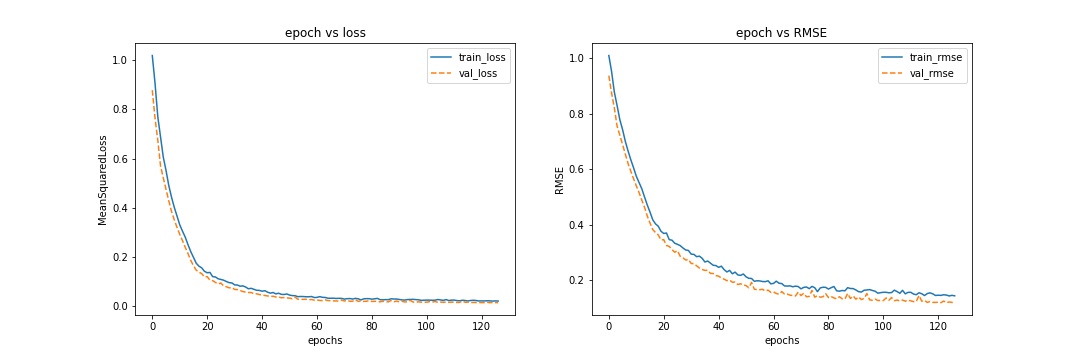 epoch vs loss
MeanSquaredLoss
1.0
0.8
0.6
0.4
0.2
0.0
0 20 40 60 80 100 120
epochs
train_loss
val_loss
epoch vs RMSE
RMSE
1.0
0.8
0.6
0.4
0.2
0 20 40 60 80 100 120
epochs
train_rmse
val_rmse